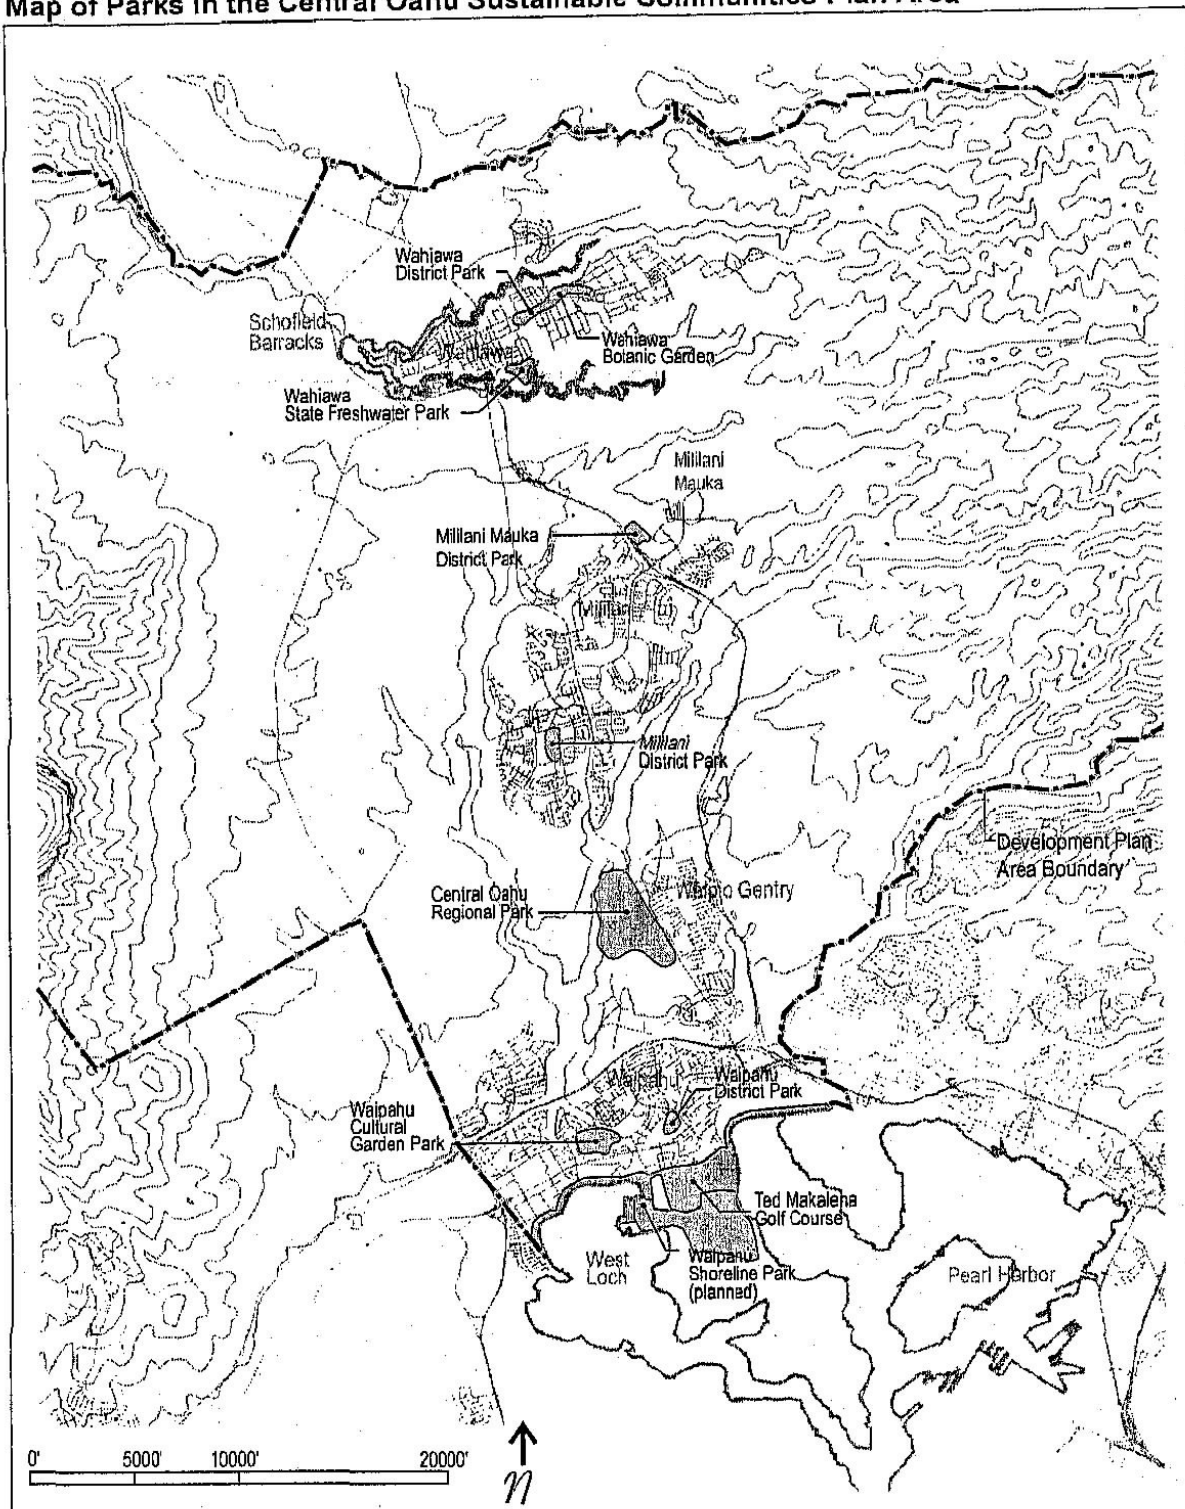 Map of Parks in the Central Oahu Sustainable Communities Plan Area
Wahiawa
District Park
Schofield
Barracks
Wahiawa
Wahiawa
Botanic Garden
Wahiawa
State Freshwater Park
Mililani
Mauka
Mililani Mauka
District Park
Mililani
Mililani
District Park
Development Plan
Area Boundary
Central Oahu
Regional Park
Waipio Gentry
Waipahu
Waipahu
District Park
Waipahu
Cultural
Garden Park
Ted Makalena
Golf Course
West
Loch
Waipahu
Shoreline Park
(planned)
Pearl Harbor
0' 5000' 10000' 20000'
N